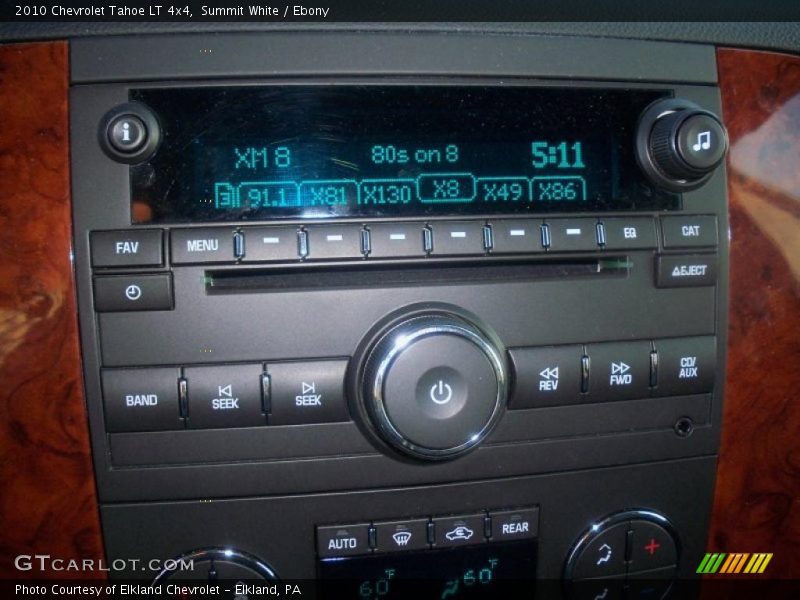 2010 Chevrolet Tahoe LT 4x4, Summit White / Ebony
i
XM 8 80s on 8 5:11
91.1 X81 X130 X8 X49 X86
FAV MENU EQ CAT
EJECT
BAND SEEK SEEK REV FWD CD/AUX
AUTO REAR
60°F 60°F
GTCARLOT.COM
Photo Courtesy of Elkland Chevrolet - Elkland, PA